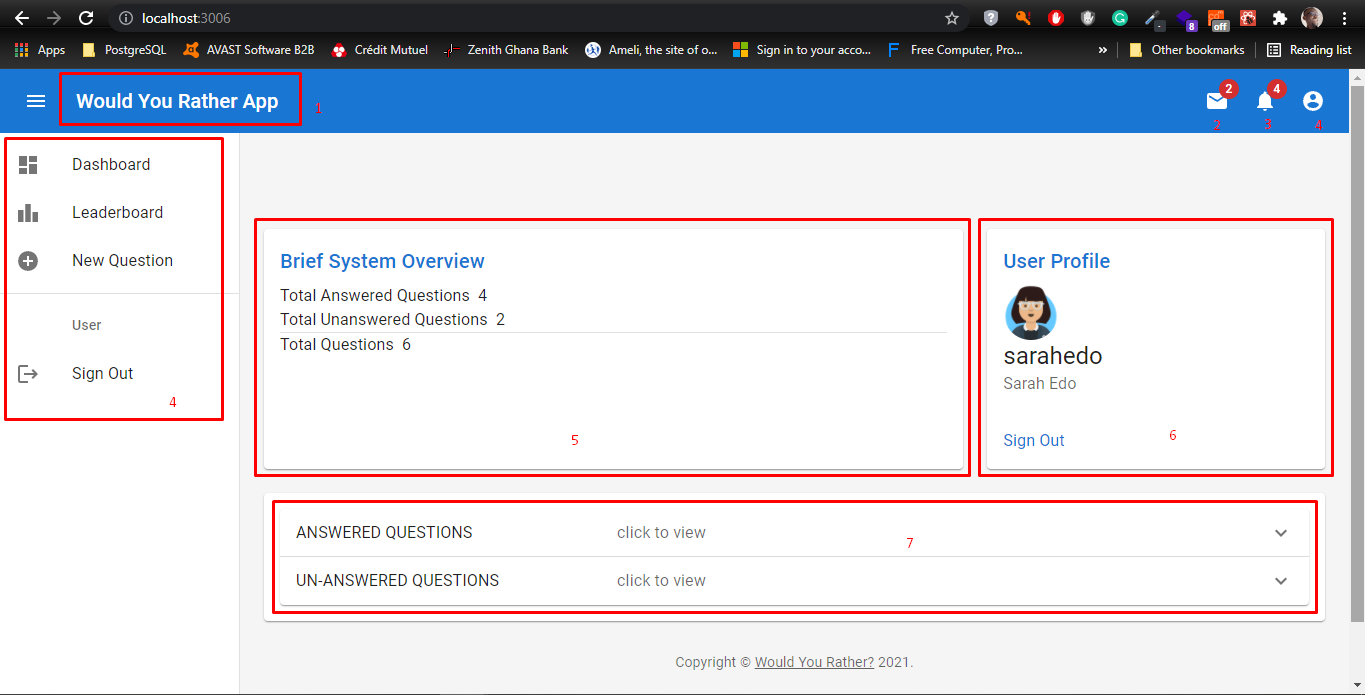 localhost:3006
8
off
Apps PostgreSQL AVAST Software B2B Crédit Mutuel Zenith Ghana Bank Ameli, the site of o... Sign in to your acco... Free Computer, Pro... » Other bookmarks Reading list
Would You Rather App 1
2 4
2 3 4
Dashboard
Leaderboard
New Question
User
Sign Out
4
Brief System Overview
Total Answered Questions 4
Total Unanswered Questions 2
Total Questions 6
5
User Profile
sarahedo
Sarah Edo
Sign Out
6
ANSWERED QUESTIONS click to view
7
UN-ANSWERED QUESTIONS click to view
Copyright © Would You Rather? 2021.